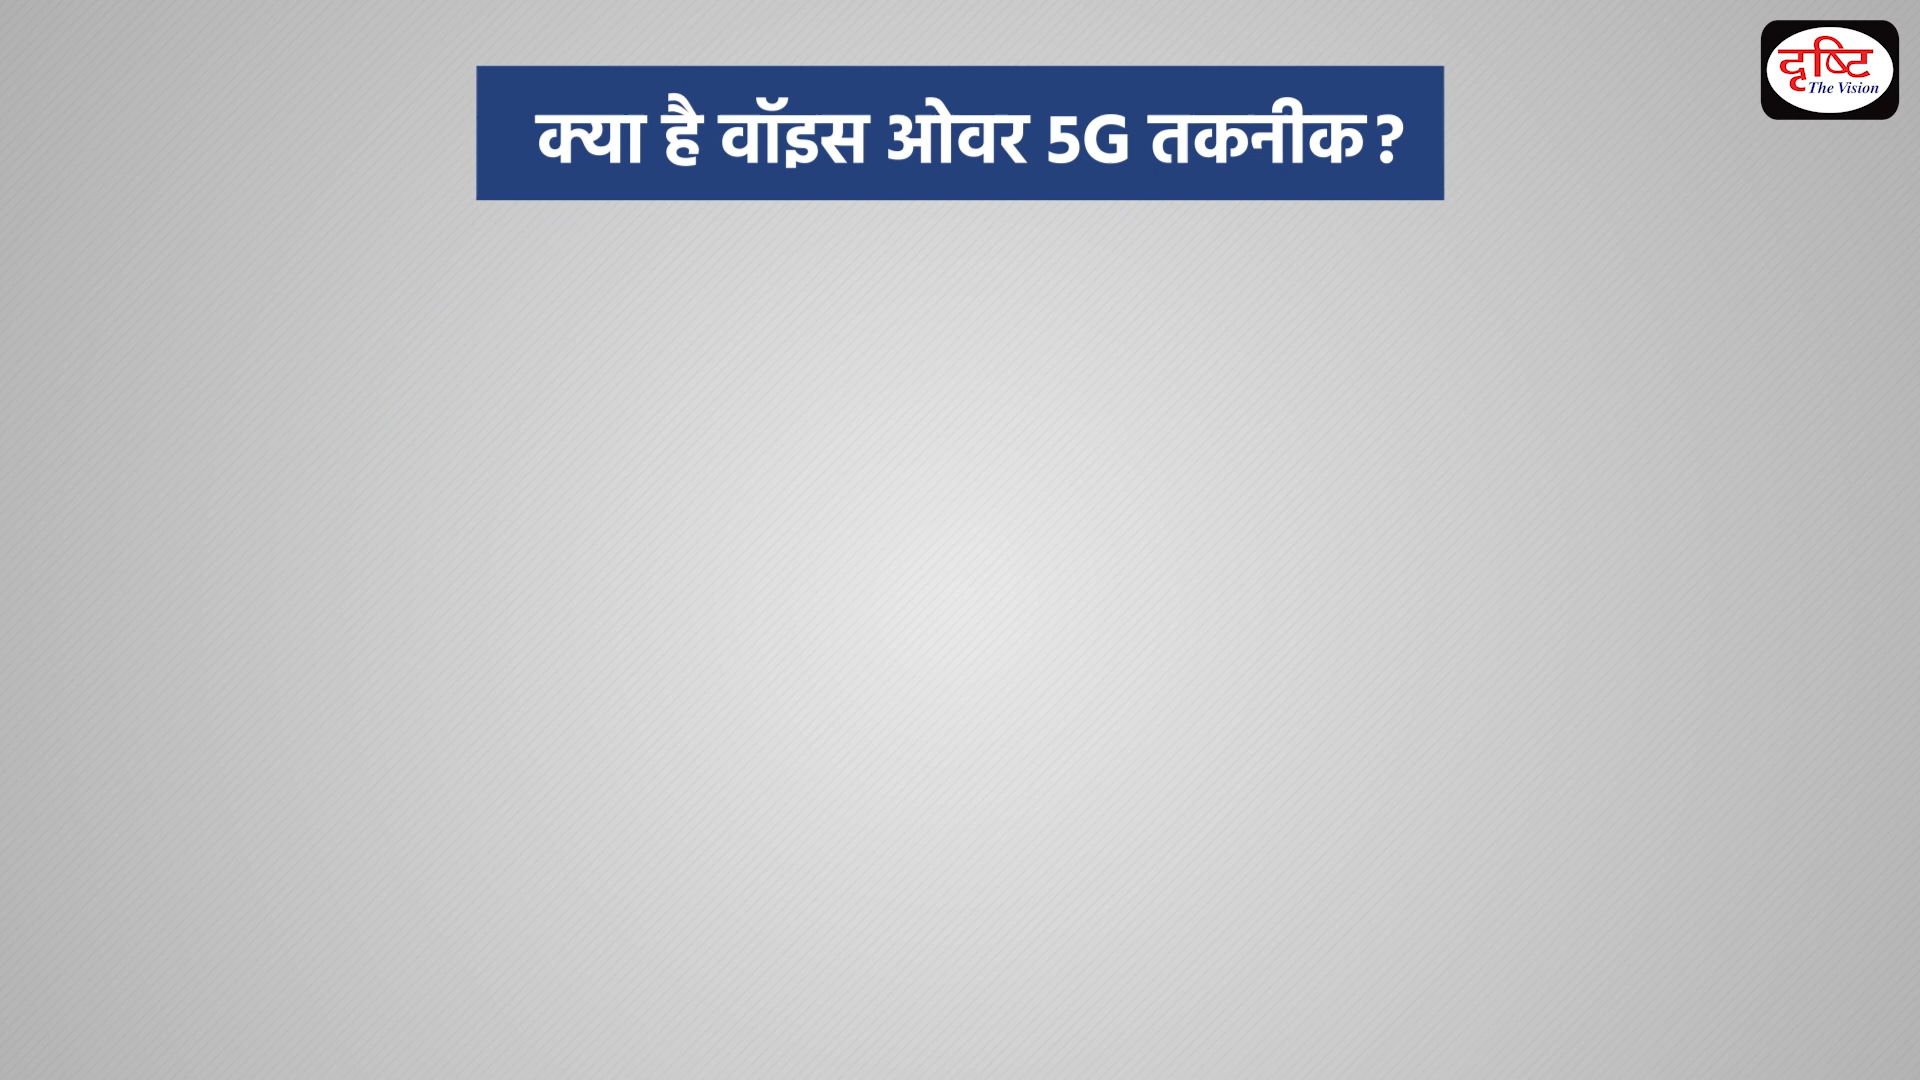 क्या है वॉइस ओवर 5G तकनीक?
दृष्टि
The Vision